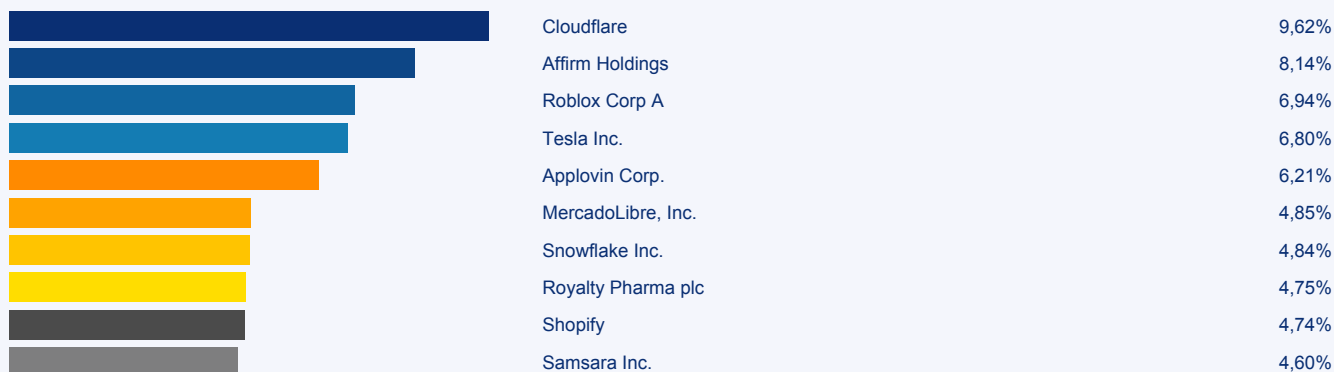 Cloudflare 9,62%
Affirm Holdings 8,14%
Roblox Corp A 6,94%
Tesla Inc. 6,80%
Applovin Corp. 6,21%
MercadoLibre, Inc. 4,85%
Snowflake Inc. 4,84%
Royalty Pharma plc 4,75%
Shopify 4,74%
Samsara Inc. 4,60%